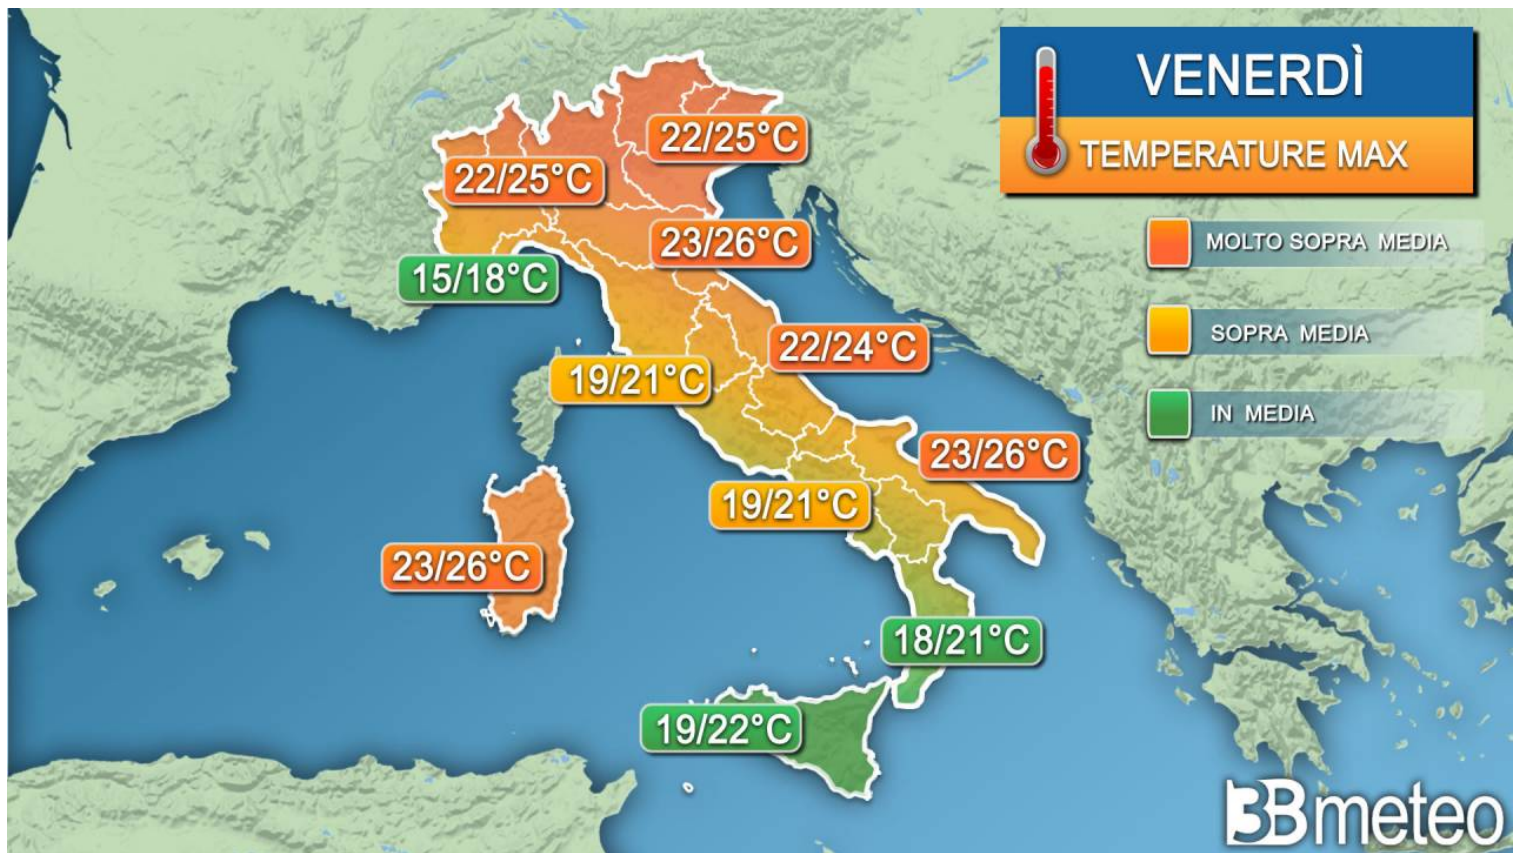 VENERDÌ
TEMPERATURE MAX
MOLTO SOPRA MEDIA
SOPRA MEDIA
IN MEDIA
22/25°C
22/25°C
23/26°C
15/18°C
22/24°C
19/21°C
23/26°C
19/21°C
23/26°C
18/21°C
19/22°C
3Bmeteo